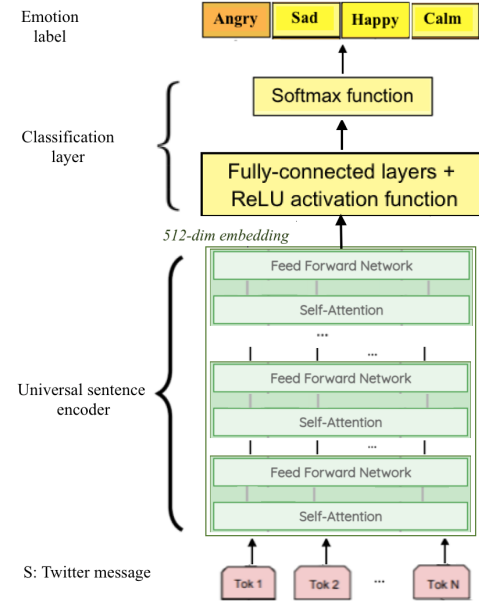 Emotion
label
Angry Sad Happy Calm
Softmax function
Classification
layer
Fully-connected layers +
ReLU activation function
512-dim embedding
Feed Forward Network
Self-Attention
...
...
Universal sentence
encoder
Feed Forward Network
Self-Attention
...
Feed Forward Network
Self-Attention
S: Twitter message
Tok 1 Tok 2 ... Tok N